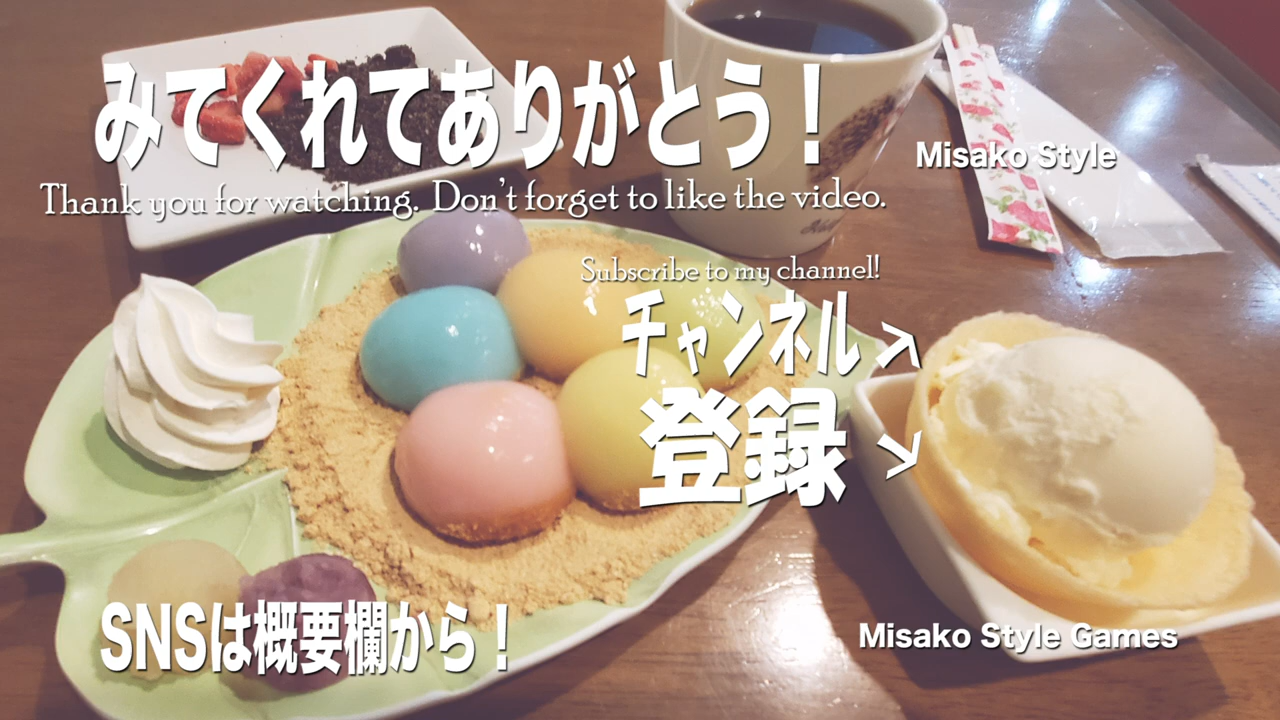 みてくれてありがとう！
Misako Style
Thank you for watching. Don't forget to like the video.
Subscribe to my channel!
チャンネル
登録
SNSは概要欄から！
Misako Style Games